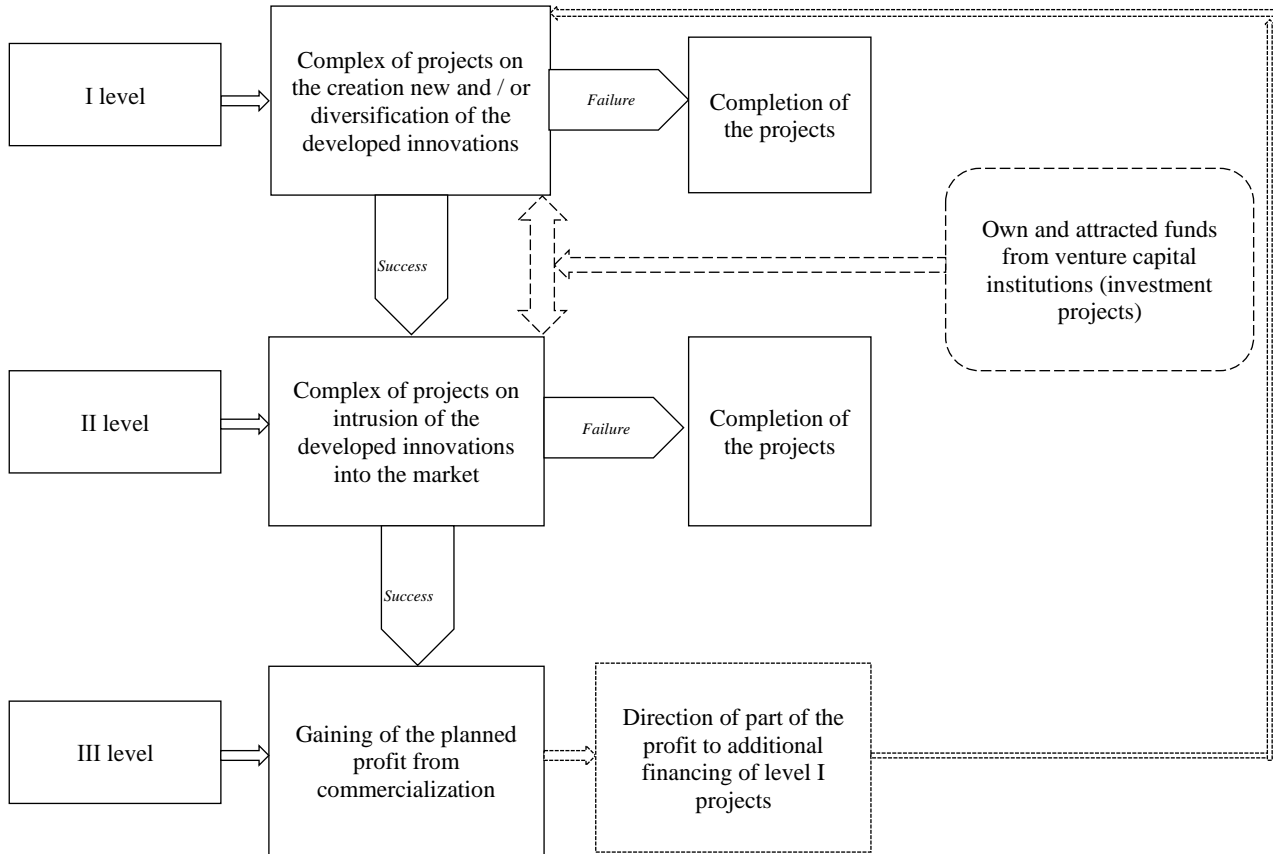 I level
Complex of projects on
the creation new and / or
diversification of the
developed innovations
Failure
Completion of
the projects
Own and attracted funds
from venture capital
institutions (investment
projects)
Success
II level
Complex of projects on
intrusion of the
developed innovations
into the market
Failure
Completion of
the projects
Success
III level
Gaining of the planned
profit from
commercialization
Direction of part of the
profit to additional
financing of level I
projects